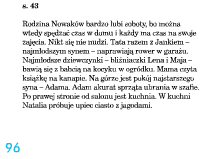 s. 43
Rodzina Nowaków bardzo lubi soboty, bo można
wtedy spędzać czas w domu i każdy ma czas na swoje
zajęcia. Nikt się nie nudzi. Tata razem z Jankiem –
najmłodszym synem – naprawiają rower w garażu.
Najmłodsze dziewczynki – bliźniaczki Lena i Maja –
bawią się z babcią na kocyku w ogródku. Mama czyta
książkę na kanapie. Na górze jest pokój najstarszego
syna – Adama. Adam akurat sprząta ubrania w szafie.
Po prawej stronie od salonu jest kuchnia. W kuchni
Natalia próbuje upiec ciasto z jagodami.
96